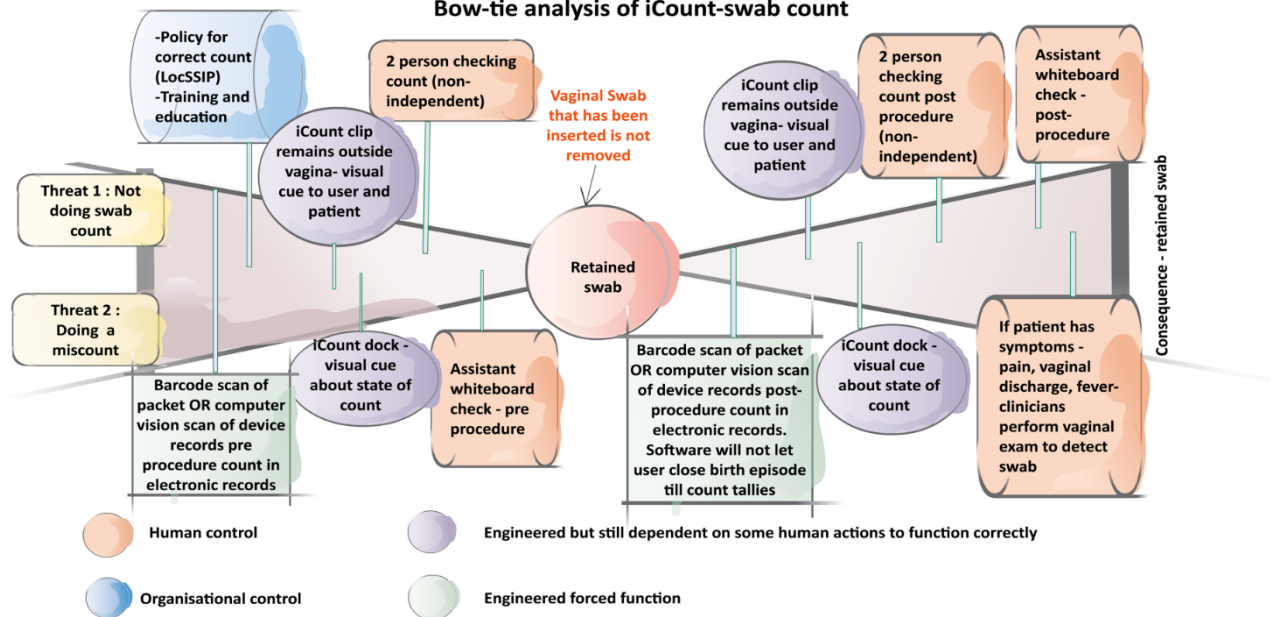 Bow-tie analysis of iCount-swab count
-Policy for
correct count
(LocSSIP)
-Training and
education
2 person checking
count (non-
independent)
iCount clip
remains outside
vagina- visual
cue to user and
patient
Vaginal Swab
that has been
inserted is not
removed
iCount clip
remains outside
vagina- visual
cue to user and
patient
2 person
checking
count post
procedure
(non-
independent)
Assistant
whiteboard
check -
post-
procedure
Threat 1 : Not
doing swab
count
Threat 2 :
Doing a
miscount
Retained
swab
Consequence - retained swab
Barcode scan of
packet OR computer
vision scan of device
records pre
procedure count in
electronic records
iCount dock -
visual cue
about state of
count
Assistant
whiteboard
check - pre
procedure
Barcode scan of packet
OR computer vision scan
of device records post-
procedure count in
electronic records.
Software will not let
user close birth episode
till count tallies
iCount dock -
visual cue
about state of
count
If patient has
symptoms -
pain, vaginal
discharge, fever-
clinicians
perform vaginal
exam to detect
swab
Human control
Engineered but still dependent on some human actions to function correctly
Organisational control
Engineered forced function